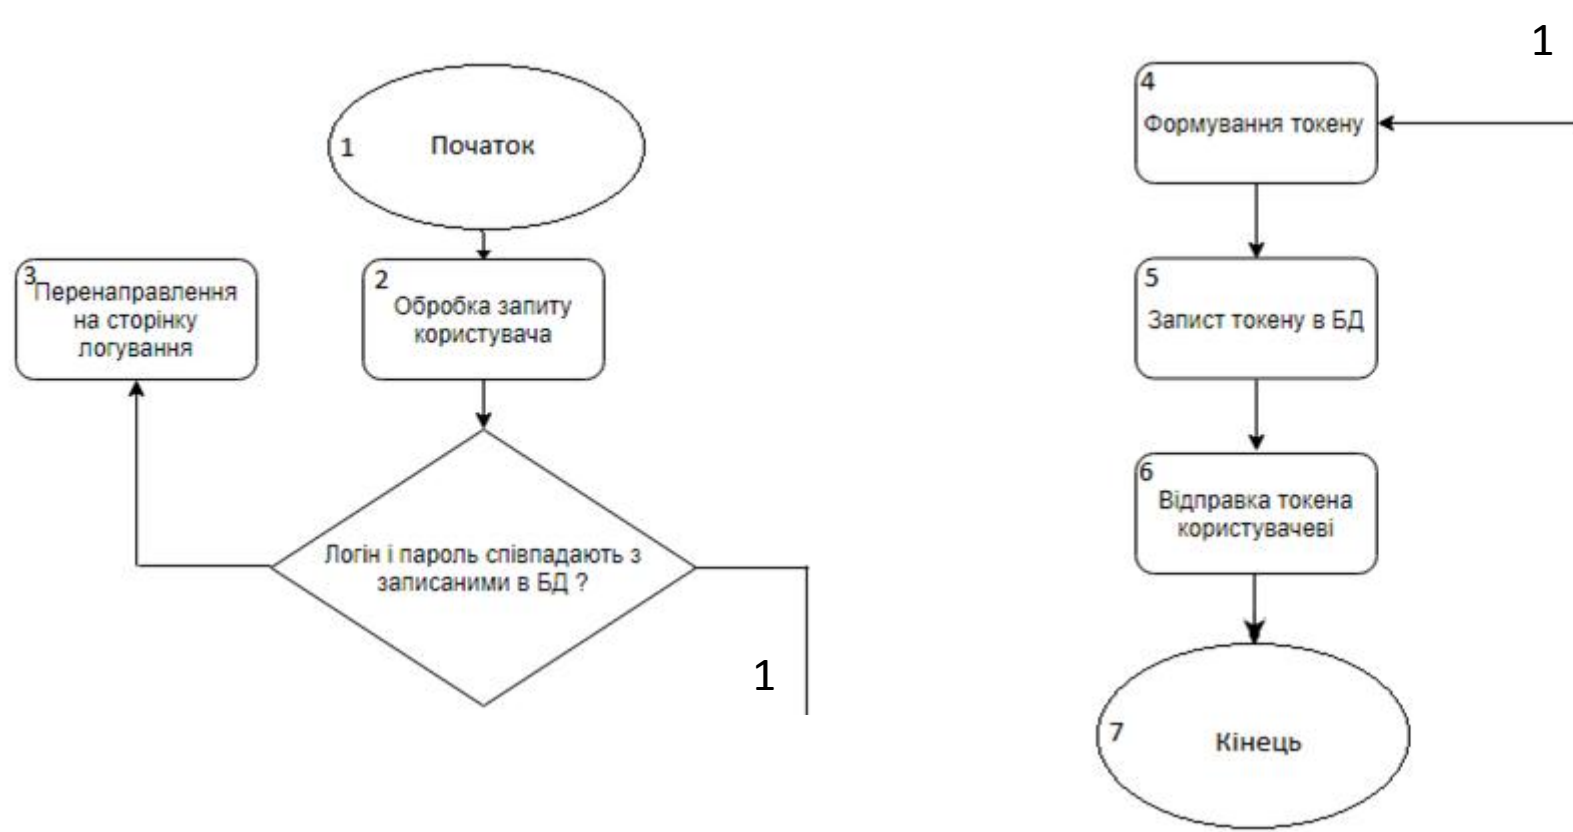 1 Початок
2
Обробка запиту
користувача
3
Перенаправлення
на сторінку
логування
Логін і пароль співпадають з
записаними в БД ?
1
1
4
Формування токену
5
Запист токену в БД
6
Відправка токена
користувачеві
7 Кінець